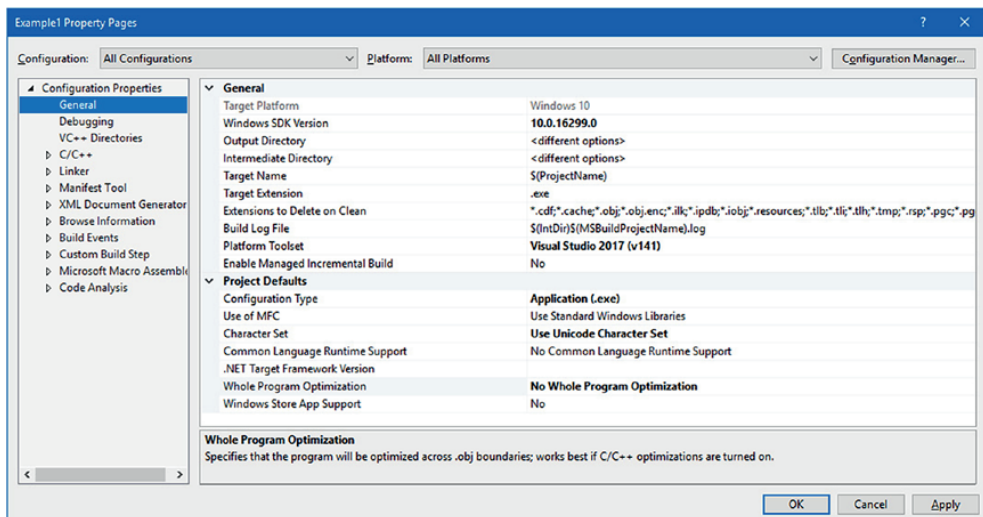 Example1 Property Pages
? ×
Configuration: All Configurations Platform: All Platforms Configuration Manager...
Configuration Properties
General
Debugging
VC++ Directories
C/C++
Linker
Manifest Tool
XML Document Generator
Browse Information
Build Events
Custom Build Step
Microsoft Macro Assemble
Code Analysis
General
Target Platform Windows 10
Windows SDK Version 10.0.16299.0
Output Directory <different options>
Intermediate Directory <different options>
Target Name $(ProjectName)
Target Extension .exe
Extensions to Delete on Clean *.cdf;*.cache;*.obj;*.obj.enc;*.ilk;*.ipdb;*.iobj;*.resources;*.tlb;*.tli;*.tlh;*.tmp;*.rsp;*.pgc;*.pg
Build Log File $(IntDir)$(MSBuildProjectName).log
Platform Toolset Visual Studio 2017 (v141)
Enable Managed Incremental Build No
Project Defaults
Configuration Type Application (.exe)
Use of MFC Use Standard Windows Libraries
Character Set Use Unicode Character Set
Common Language Runtime Support No Common Language Runtime Support
.NET Target Framework Version
Whole Program Optimization No Whole Program Optimization
Windows Store App Support No
Whole Program Optimization
Specifies that the program will be optimized across .obj boundaries; works best if C/C++ optimizations are turned on.
OK Cancel Apply